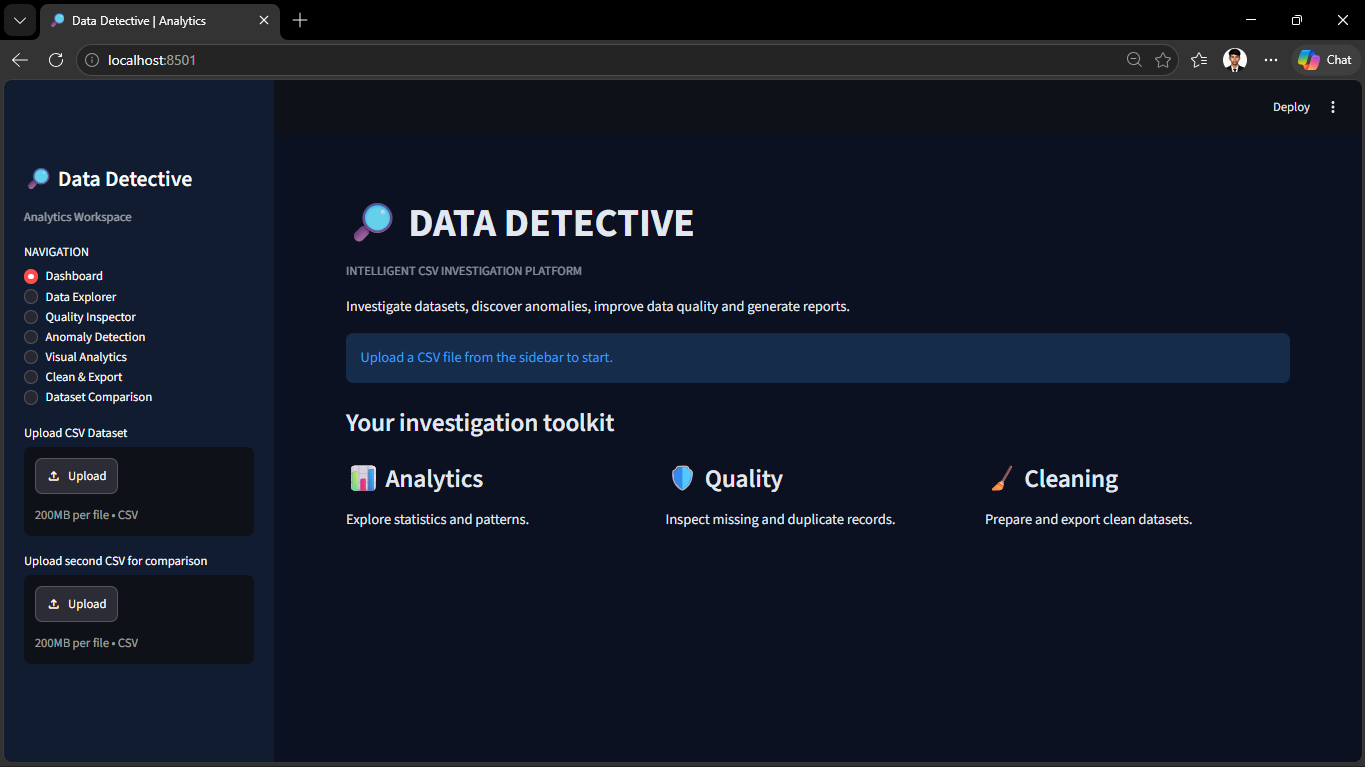 Data Detective | Analytics
localhost:8501
Chat
Deploy
Data Detective
Analytics Workspace
NAVIGATION
Dashboard
Data Explorer
Quality Inspector
Anomaly Detection
Visual Analytics
Clean & Export
Dataset Comparison
Upload CSV Dataset
Upload
200MB per file • CSV
Upload second CSV for comparison
Upload
200MB per file • CSV
DATA DETECTIVE
INTELLIGENT CSV INVESTIGATION PLATFORM
Investigate datasets, discover anomalies, improve data quality and generate reports.
Upload a CSV file from the sidebar to start.
Your investigation toolkit
Analytics
Explore statistics and patterns.
Quality
Inspect missing and duplicate records.
Cleaning
Prepare and export clean datasets.